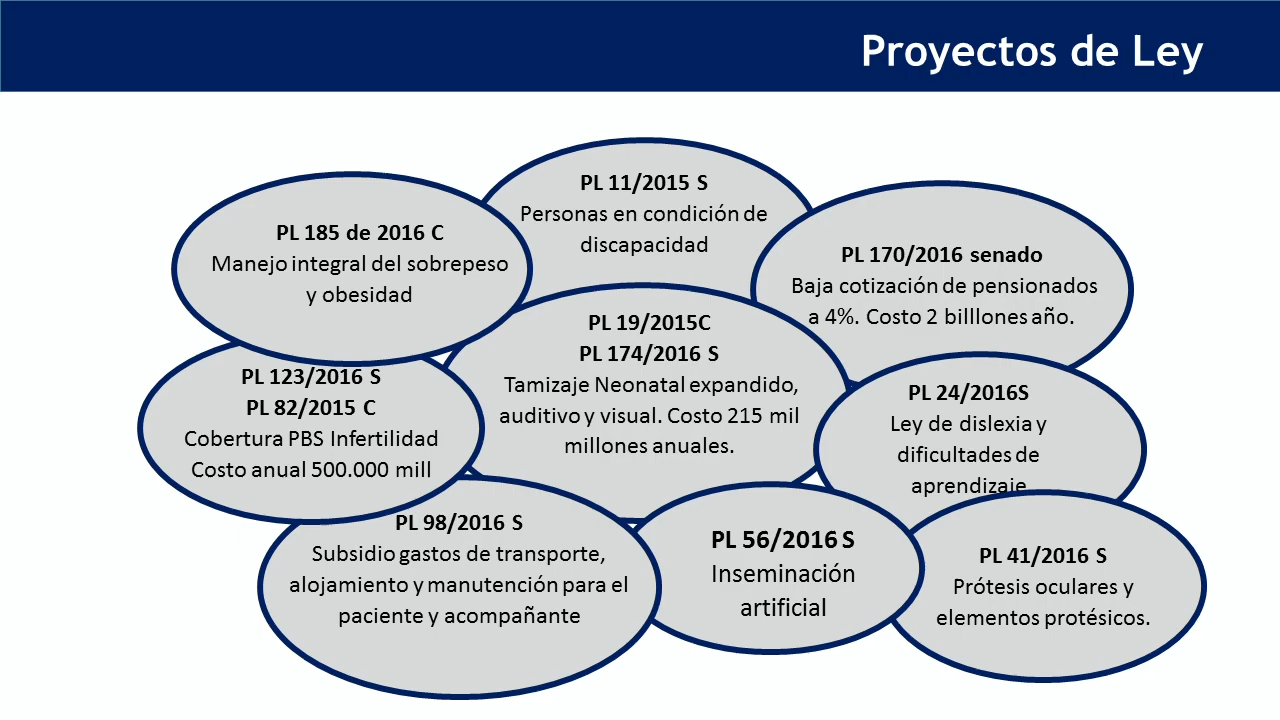 Proyectos de Ley
PL 11/2015 S
Personas en condición de
discapacidad
PL 185 de 2016 C
Manejo integral del sobrepeso
y obesidad
PL 170/2016 senado
Baja cotización de pensionados
a 4%. Costo 2 billlones año.
PL 19/2015C
PL 174/2016 S
Tamizaje Neonatal expandido,
auditivo y visual. Costo 215 mil
millones anuales.
PL 123/2016 S
PL 82/2015 C
Cobertura PBS Infertilidad
Costo anual 500.000 mill
PL 24/2016S
Ley de dislexia y
dificultades de
aprendizaje
PL 98/2016 S
Subsidio gastos de transporte,
alojamiento y manutención para el
paciente y acompañante
PL 56/2016 S
Inseminación
artificial
PL 41/2016 S
Prótesis oculares y
elementos protésicos.